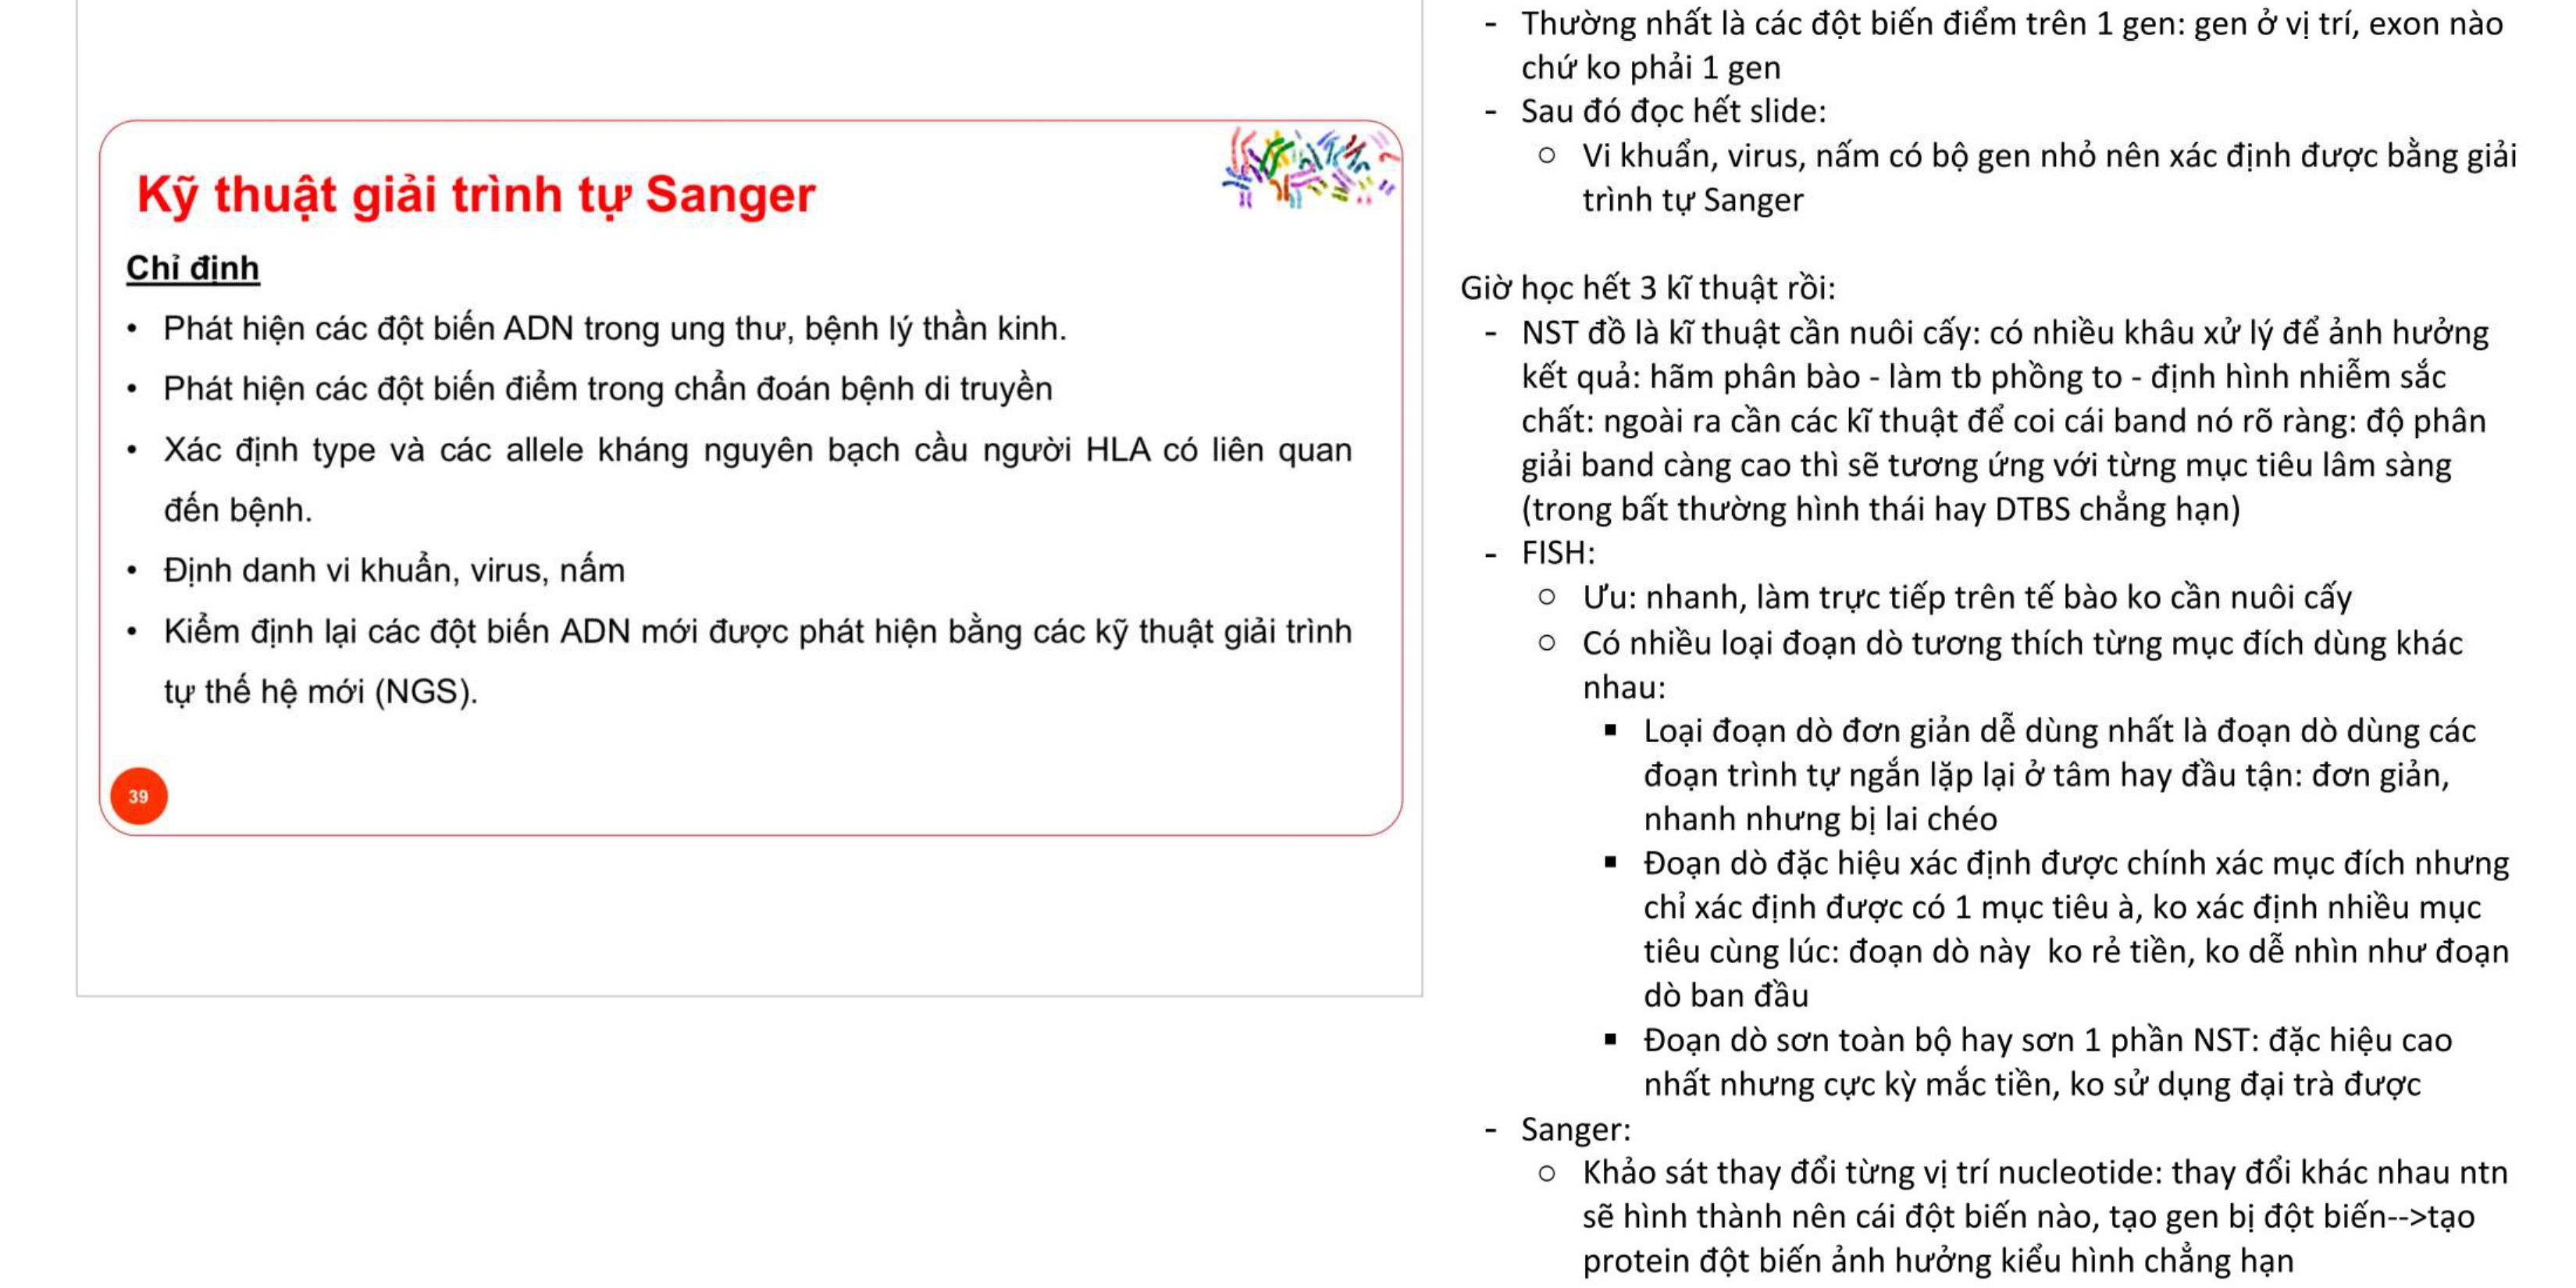 Kỹ thuật giải trình tự Sanger
Chỉ định
• Phát hiện các đột biến ADN trong ung thư, bệnh lý thần kinh.
• Phát hiện các đột biến điểm trong chẩn đoán bệnh di truyền
• Xác định type và các allele kháng nguyên bạch cầu người HLA có liên quan
đến bệnh.
• Định danh vi khuẩn, virus, nấm
• Kiểm định lại các đột biến ADN mới được phát hiện bằng các kỹ thuật giải trình
tự thế hệ mới (NGS).
39
- Thường nhất là các đột biến điểm trên 1 gen: gen ở vị trí, exon nào
chứ ko phải 1 gen
- Sau đó đọc hết slide:
○ Vi khuẩn, virus, nấm có bộ gen nhỏ nên xác định được bằng giải
trình tự Sanger
Giờ học hết 3 kĩ thuật rồi:
- NST đồ là kĩ thuật cần nuôi cấy: có nhiều khâu xử lý để ảnh hưởng
kết quả: hãm phân bào - làm tb phồng to - định hình nhiễm sắc
chất: ngoài ra cần các kĩ thuật để coi cái band nó rõ ràng: độ phân
giải band càng cao thì sẽ tương ứng với từng mục tiêu lâm sàng
(trong bất thường hình thái hay DTBS chẳng hạn)
- FISH:
○ Ưu: nhanh, làm trực tiếp trên tế bào ko cần nuôi cấy
○ Có nhiều loại đoạn dò tương thích từng mục đích dùng khác
nhau:
▪ Loại đoạn dò đơn giản dễ dùng nhất là đoạn dò dùng các
đoạn trình tự ngắn lặp lại ở tâm hay đầu tận: đơn giản,
nhanh nhưng bị lai chéo
▪ Đoạn dò đặc hiệu xác định được chính xác mục đích nhưng
chỉ xác định được có 1 mục tiêu à, ko xác định nhiều mục
tiêu cùng lúc: đoạn dò này  ko rẻ tiền, ko dễ nhìn như đoạn
dò ban đầu
▪ Đoạn dò sơn toàn bộ hay sơn 1 phần NST: đặc hiệu cao
nhất nhưng cực kỳ mắc tiền, ko sử dụng đại trà được
- Sanger:
○ Khảo sát thay đổi từng vị trí nucleotide: thay đổi khác nhau ntn
sẽ hình thành nên cái đột biến nào, tạo gen bị đột biến-->tạo
protein đột biến ảnh hưởng kiểu hình chẳng hạn